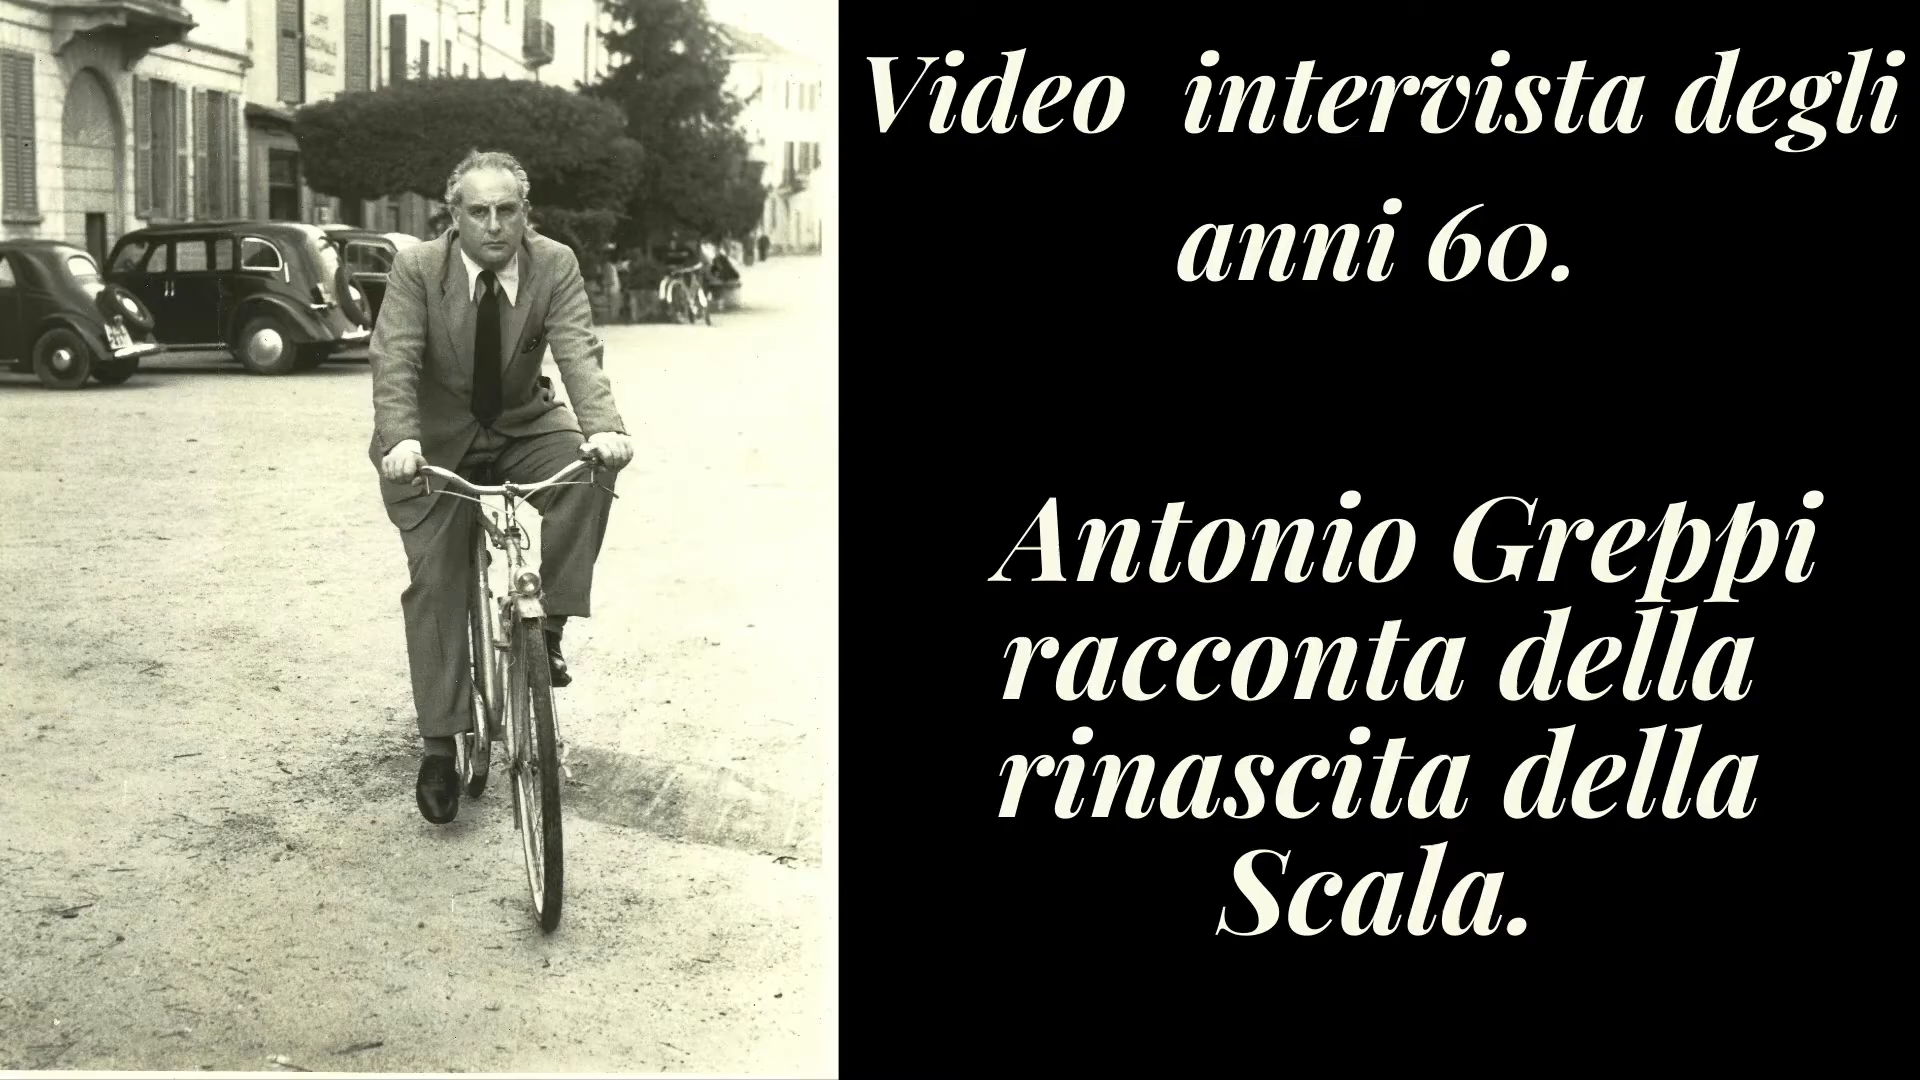 Video intervista degli
anni 60.
Antonio Greppi
racconta della
rinascita della
Scala.